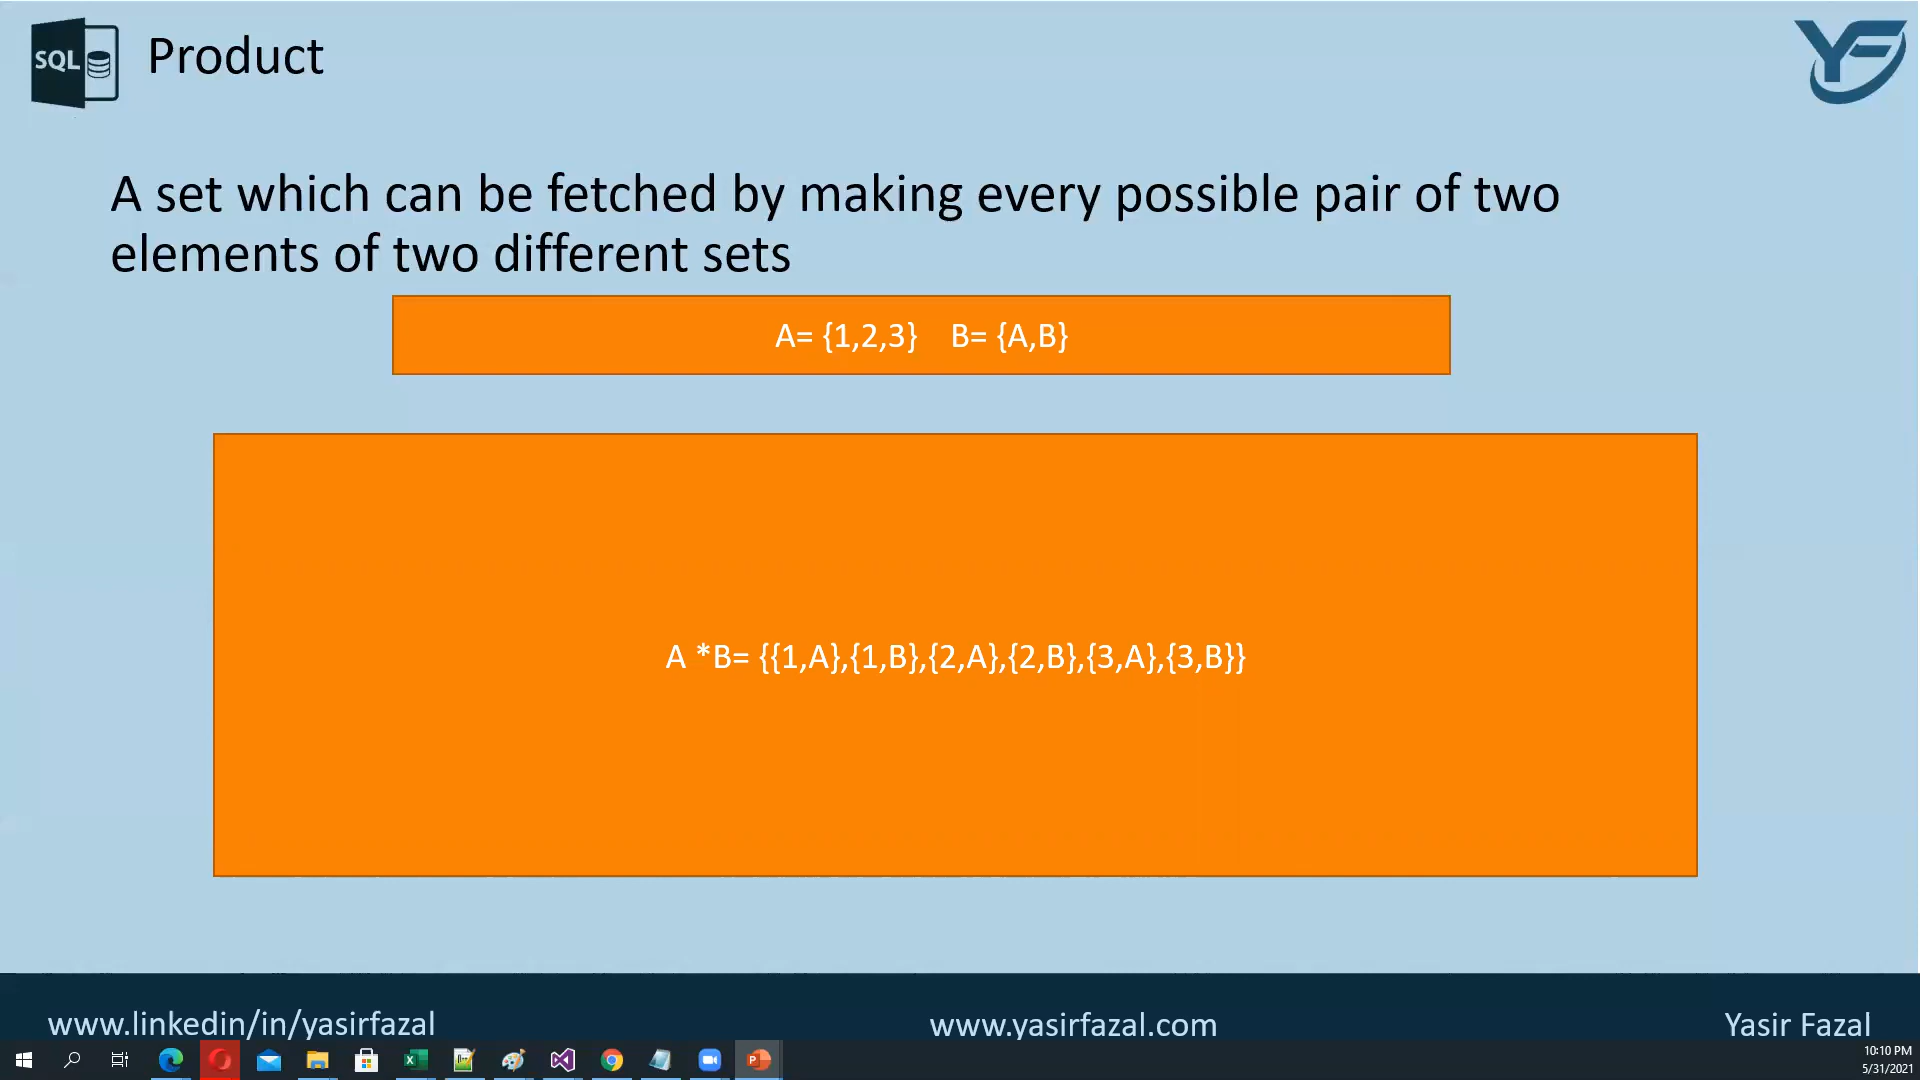 SQL
Product
YF
A set which can be fetched by making every possible pair of two
elements of two different sets
A= {1,2,3} B= {A,B}
A *B= {{1,A},{1,B},{2,A},{2,B},{3,A},{3,B}}
www.linkedin/in/yasirfazal
www.yasirfazal.com
Yasir Fazal
10:10 PM
5/31/2021